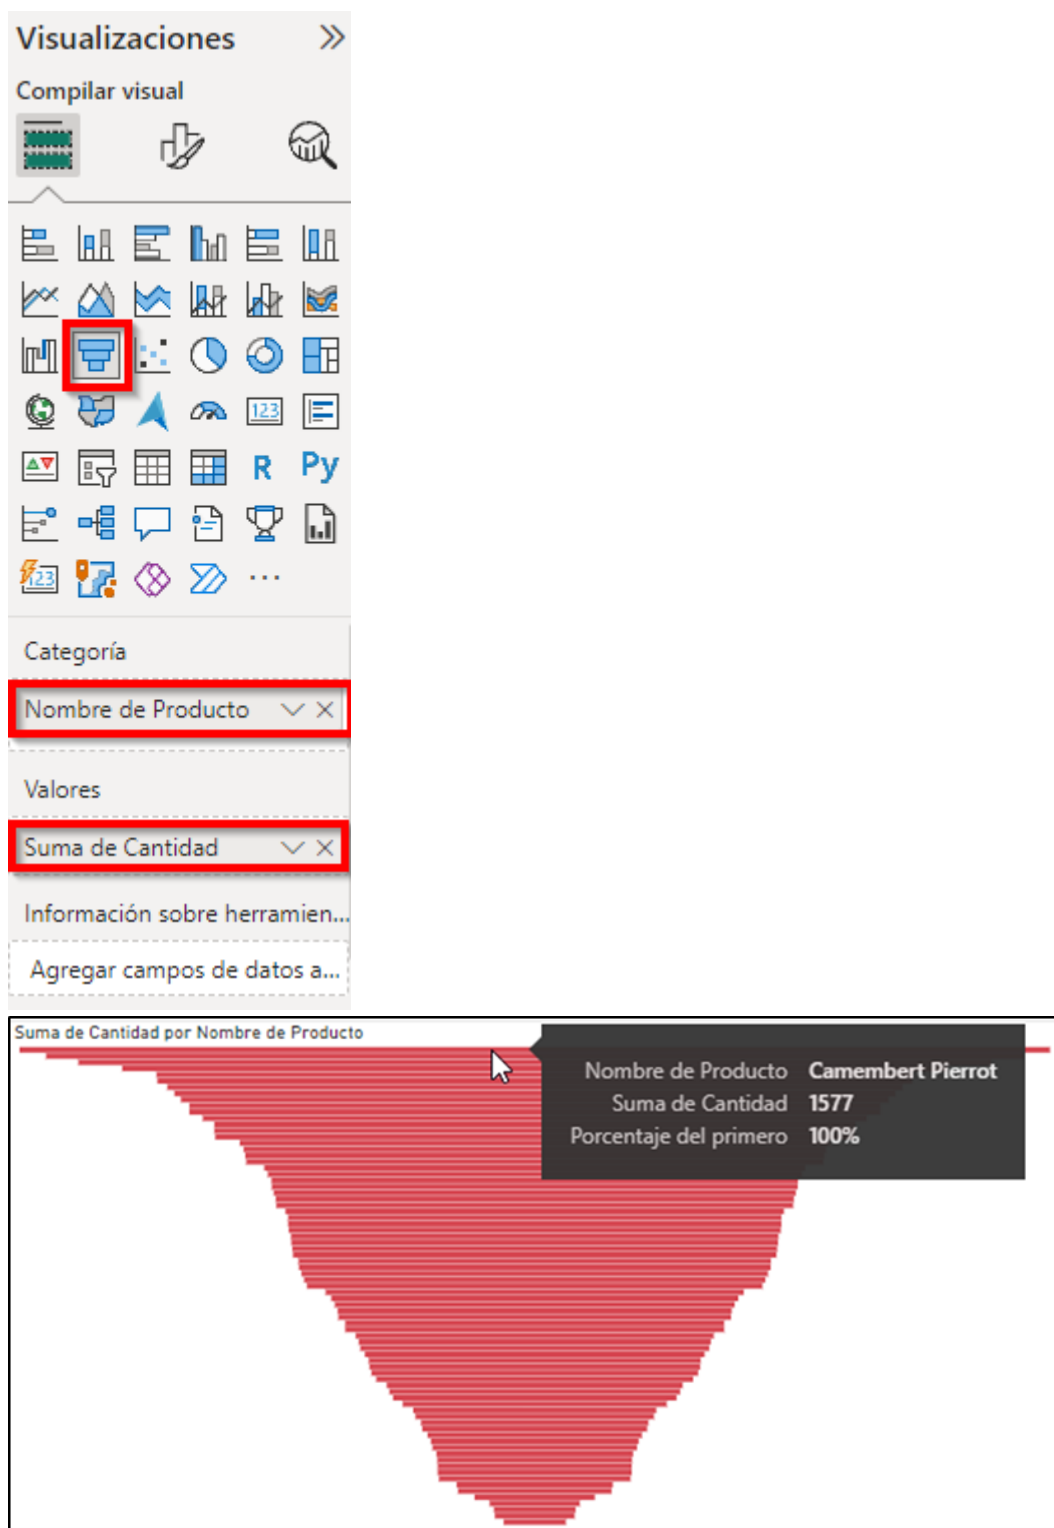 Visualizaciones
Compilar visual
123
R Py
123
Categoría
Nombre de Producto
Valores
Suma de Cantidad
Información sobre herramien...
Agregar campos de datos a...
Suma de Cantidad por Nombre de Producto
Nombre de Producto Camembert Pierrot
Suma de Cantidad 1577
Porcentaje del primero 100%